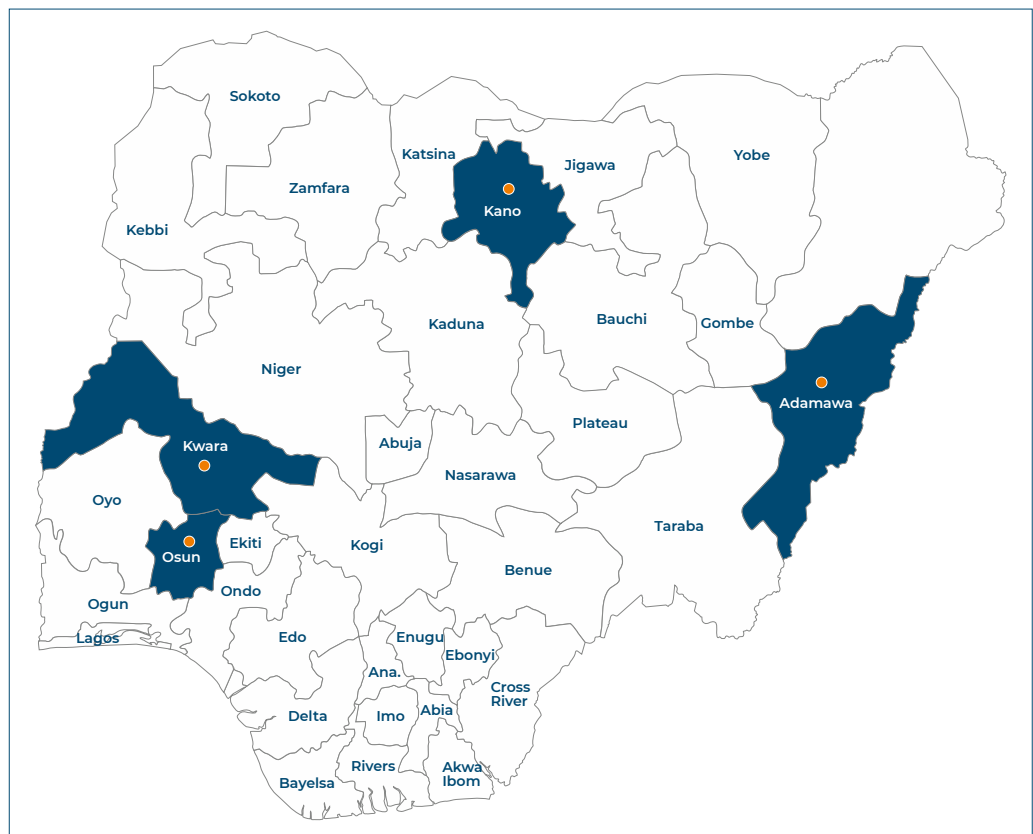 Sokoto
Katsina
Yobe
Jigawa
Zamfara
Kano
Kebbi
Bauchi
Gombe
Kaduna
Niger
Adamawa
Plateau
Abuja
Kwara
Nasarawa
Oyo
Taraba
Ekiti
Kogi
Osun
Benue
Ondo
Ogun
Lagos
Edo
Enugu
Ebonyi
Ana.
Cross
River
Delta
Imo
Abia
Rivers
Akwa
Ibom
Bayelsa